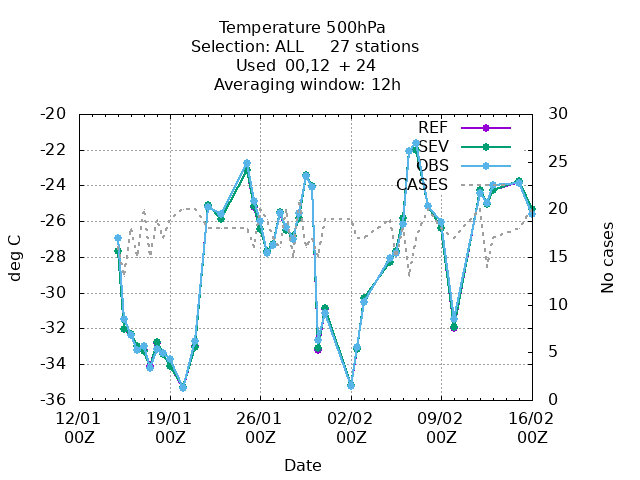 Temperature 500hPa
Selection: ALL 27 stations
Used 00,12 + 24
Averaging window: 12h
-20 30
REF
SEV
-22 25
OBS
CASES
-24
-26 20
-28 15
-30
10
-32
-34 5
-36 0
deg C
No cases
12/01 19/01 26/01 02/02 09/02 16/02
00Z 00Z 00Z 00Z 00Z 00Z
Date